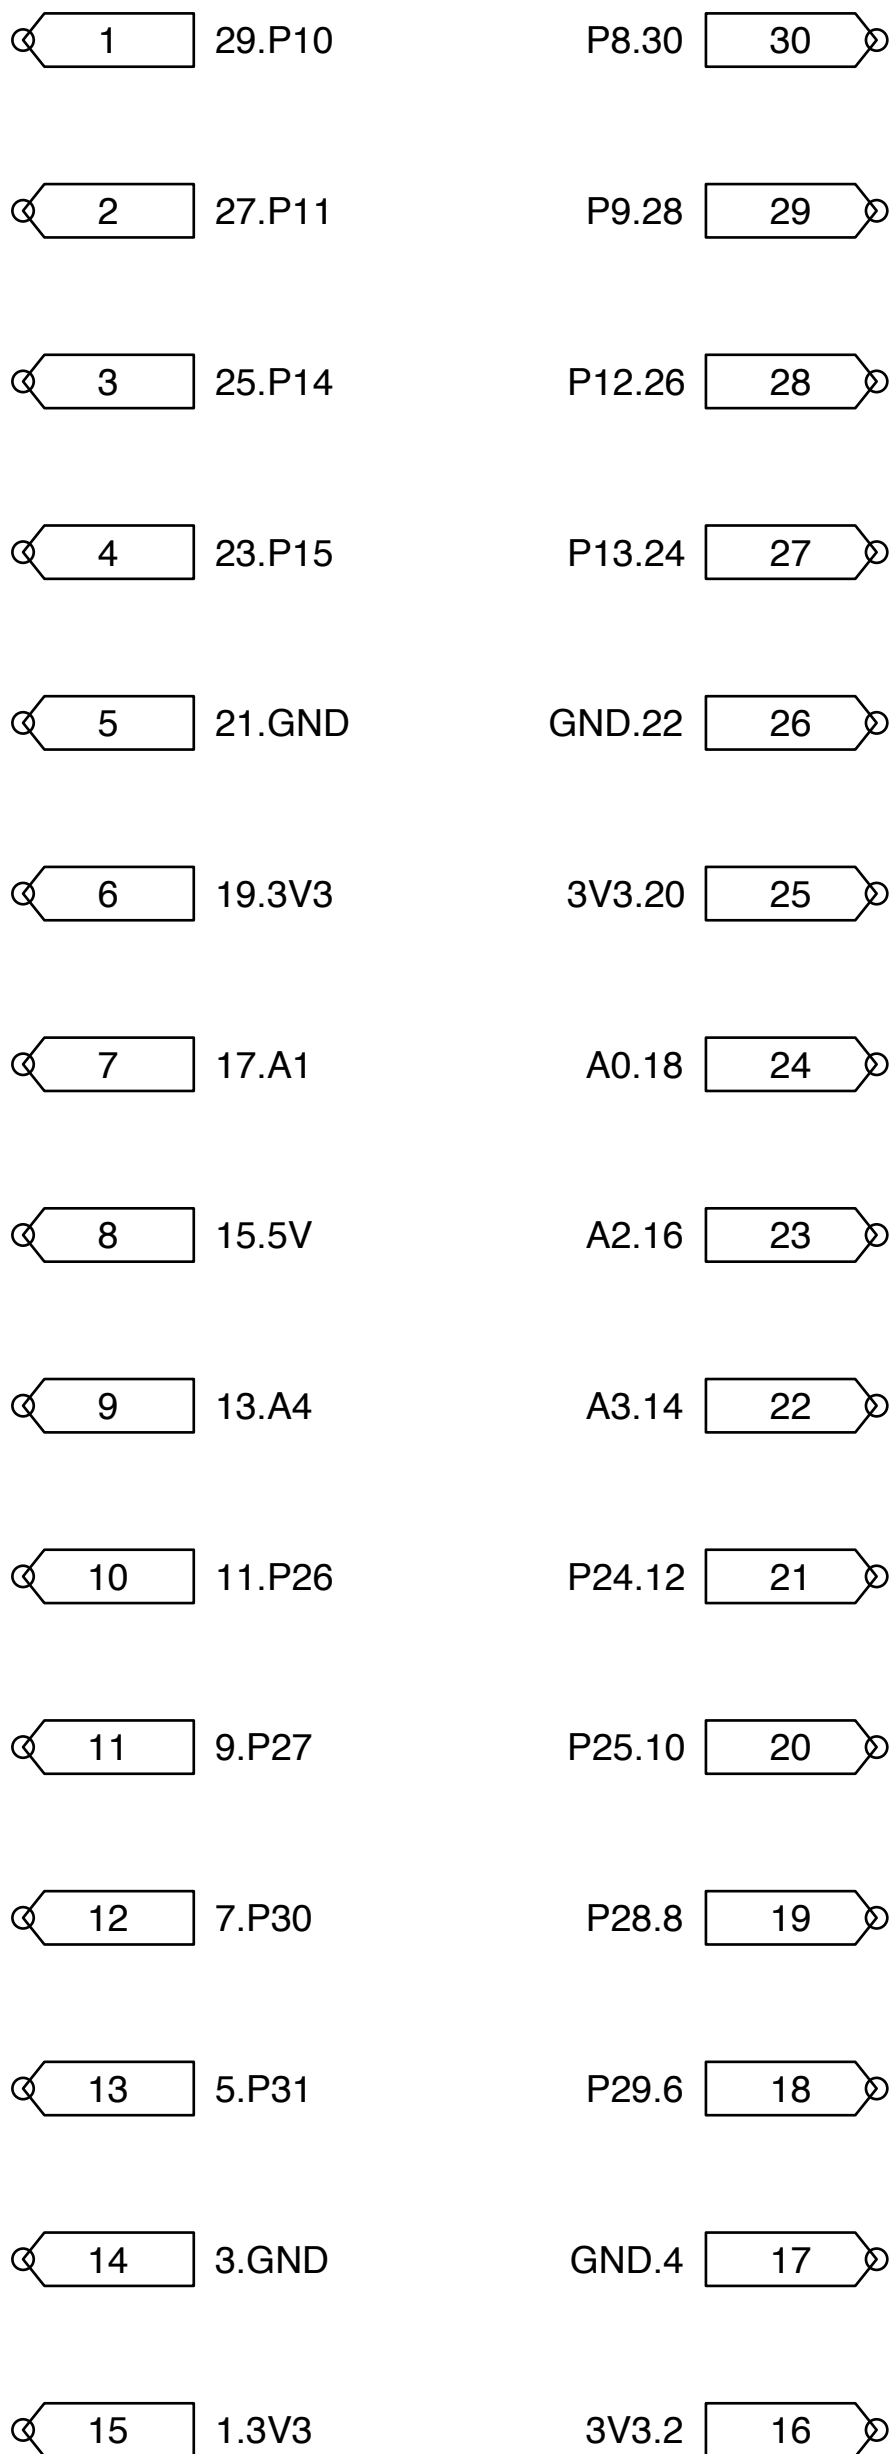 1 29.P10 P8.30 30
2 27.P11 P9.28 29
3 25.P14 P12.26 28
4 23.P15 P13.24 27
5 21.GND GND.22 26
6 19.3V3 3V3.20 25
7 17.A1 A0.18 24
8 15.5V A2.16 23
9 13.A4 A3.14 22
10 11.P26 P24.12 21
11 9.P27 P25.10 20
12 7.P30 P28.8 19
13 5.P31 P29.6 18
14 3.GND GND.4 17
15 1.3V3 3V3.2 16